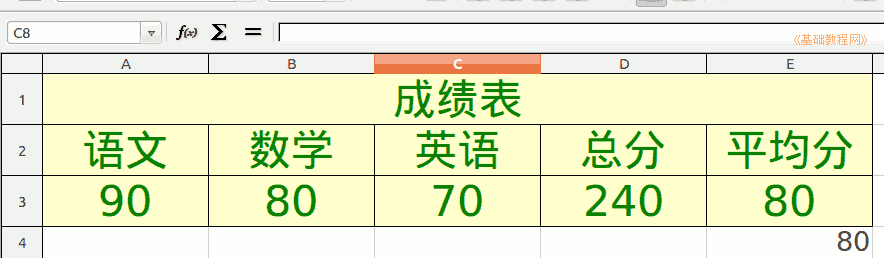 C8 f(x) Σ =
《基础教程网》
A B C D E
1 成绩表
2 语文 数学 英语 总分 平均分
3 90 80 70 240 80
4 80